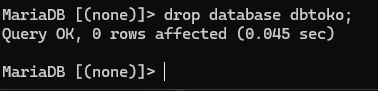 MariaDB [(none)]> drop database dbtoko;
Query OK, 0 rows affected (0.045 sec)
MariaDB [(none)]>